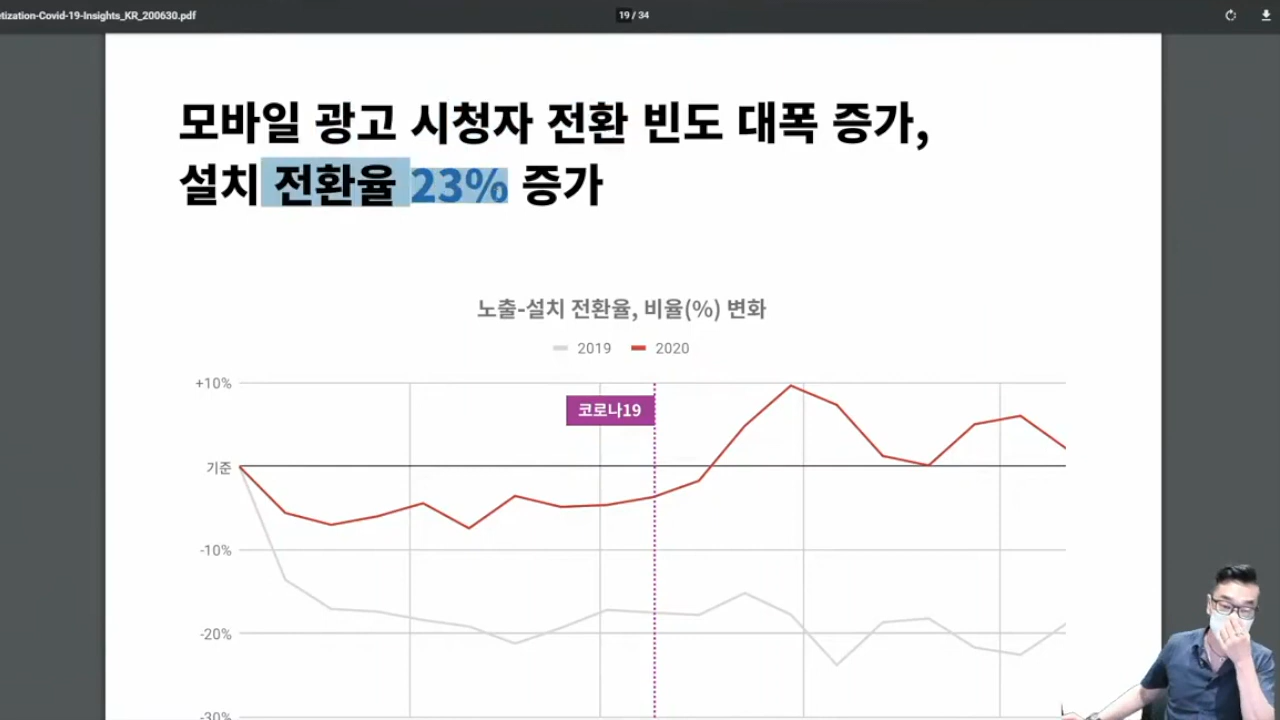 etization-Covid-19-Insights_KR_200630.pdf
19 / 34
모바일 광고 시청자 전환 빈도 대폭 증가,
설치 전환율 23% 증가
노출-설치 전환율, 비율(%) 변화
2019 2020
+10%
코로나19
기준
-10%
-20%
-30%